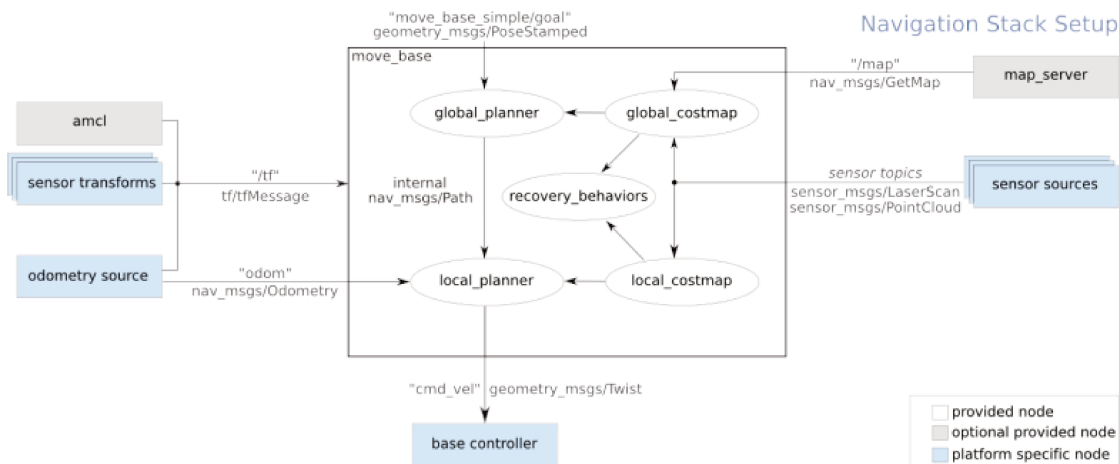 "move_base_simple/goal"
geometry_msgs/PoseStamped
Navigation Stack Setup
move_base
"/map"
nav_msgs/GetMap
map_server
amcl
global_planner
global_costmap
sensor transforms
"/tf"
tf/tfMessage
internal
nav_msgs/Path
recovery_behaviors
sensor topics
sensor_msgs/LaserScan
sensor_msgs/PointCloud
sensor sources
odometry source
"odom"
nav_msgs/Odometry
local_planner
local_costmap
"cmd_vel" geometry_msgs/Twist
base controller
provided node
optional provided node
platform specific node